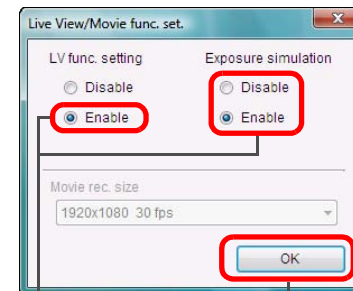 Live View/Movie func. set.
LV func. setting Exposure simulation
Disable Disable
Enable Enable
Movie rec. size
1920x1080 30 fps
OK